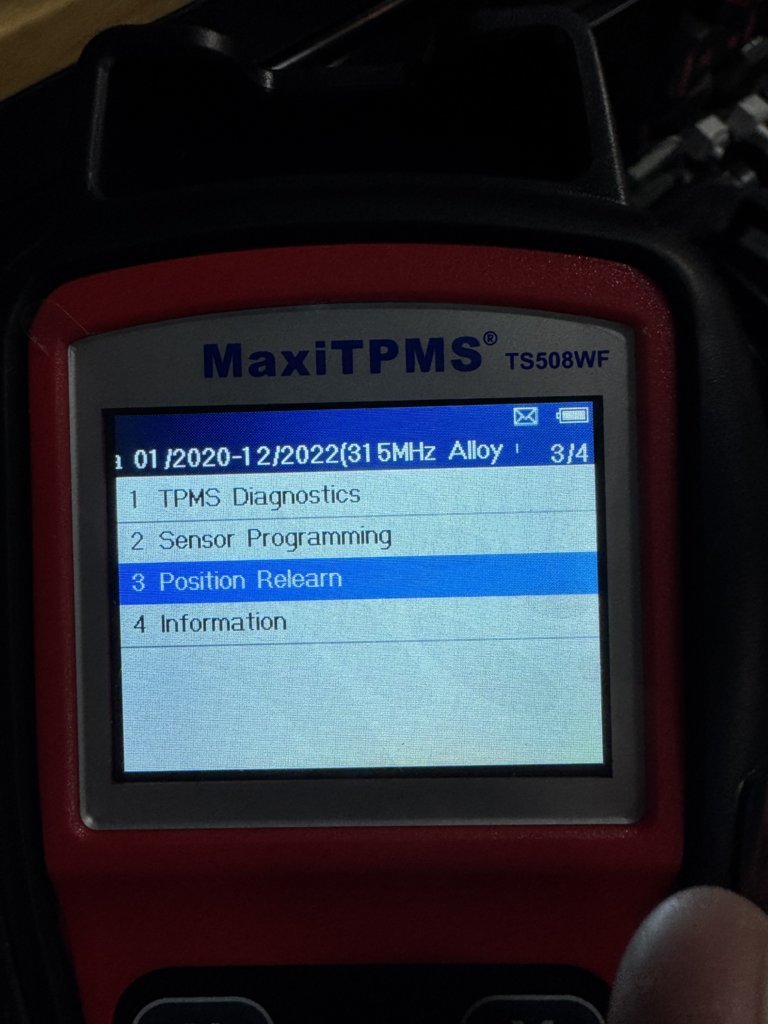 MaxiTPMS® TS508WF
01/2020-12/2022(315MHz Alloy 3/4
1 TPMS Diagnostics
2 Sensor Programming
3 Position Relearn
4 Information